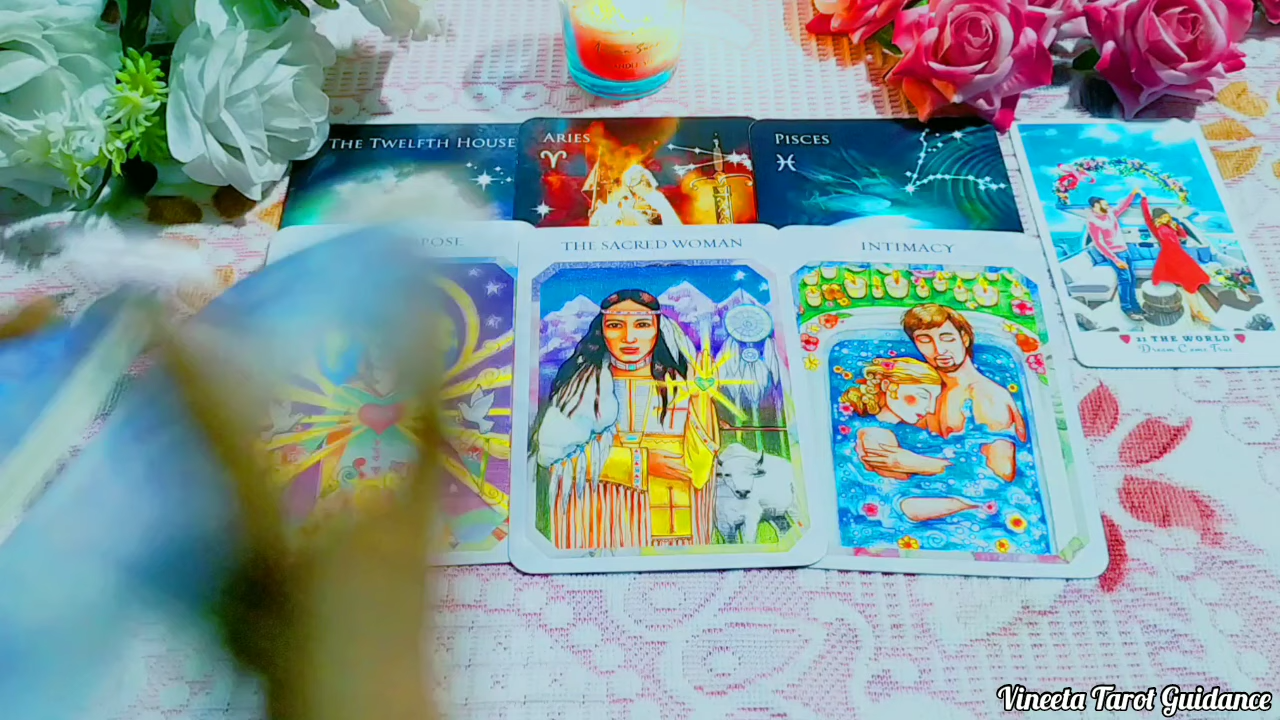 THE TWELFTH HOUSE
ARIES
PISCES
POSE
THE SACRED WOMAN
INTIMACY
21 THE WORLD
Dream Come True
Vineeta Tarot Guidance